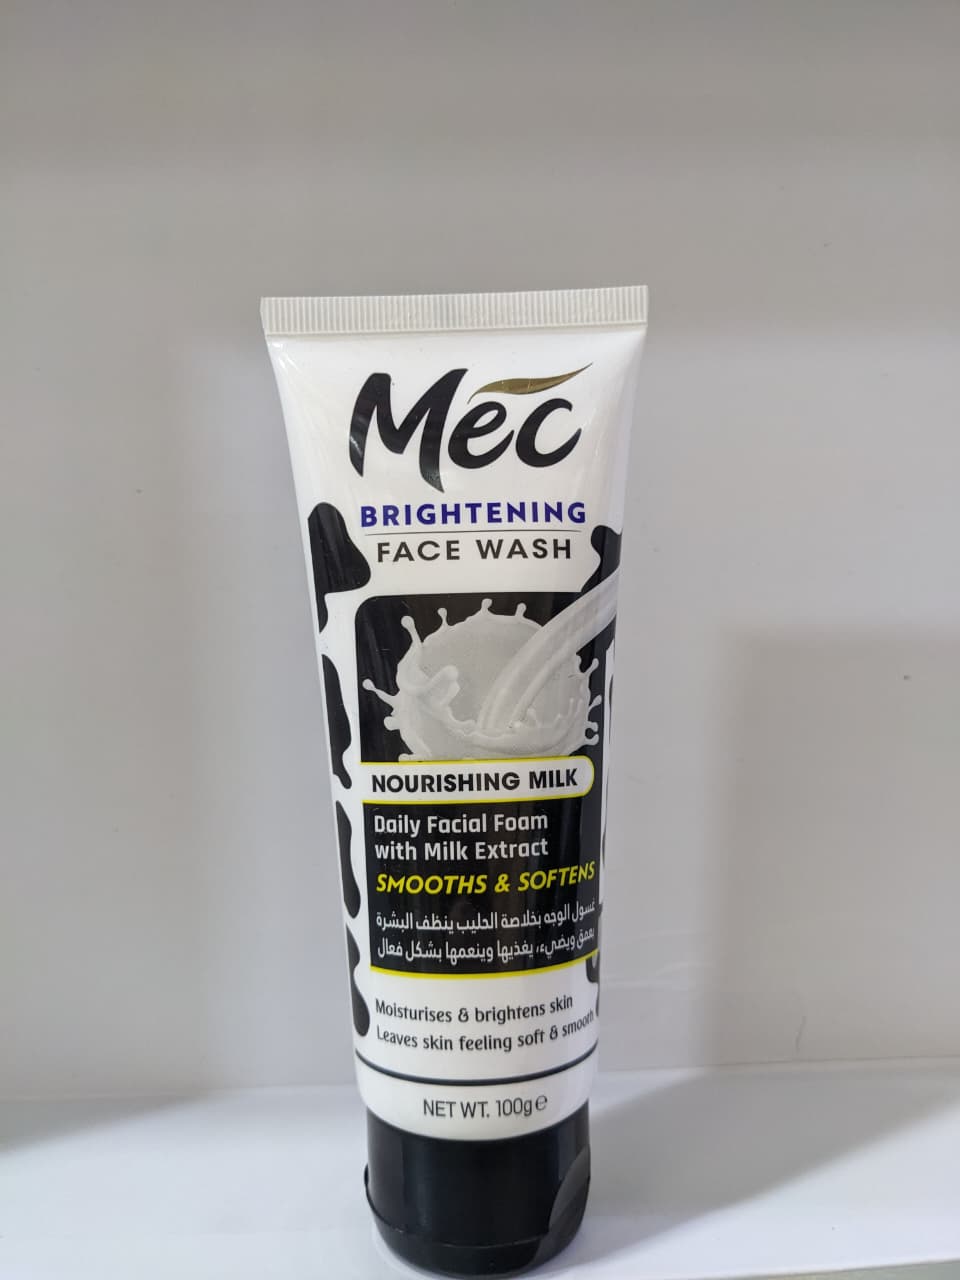 Mec
BRIGHTENING
FACE WASH
NOURISHING MILK
Daily Facial Foam
with Milk Extract
SMOOTHS & SOFTENS
غسول الوجه بخلاصة الحليب ينظف البشرة
بعمق ويضيء، يغذيها وينعمها بشكل فعال
Moisturises & brightens skin
Leaves skin feeling soft & smooth
NET WT. 100g℮